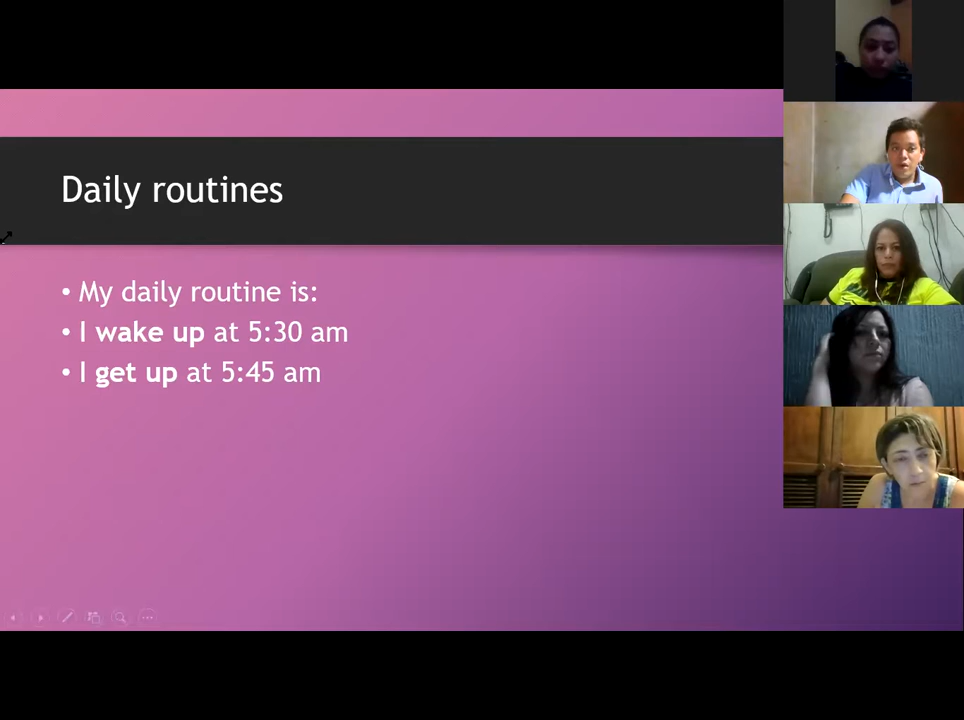 Daily routines
• My daily routine is:
• I wake up at 5:30 am
• I get up at 5:45 am